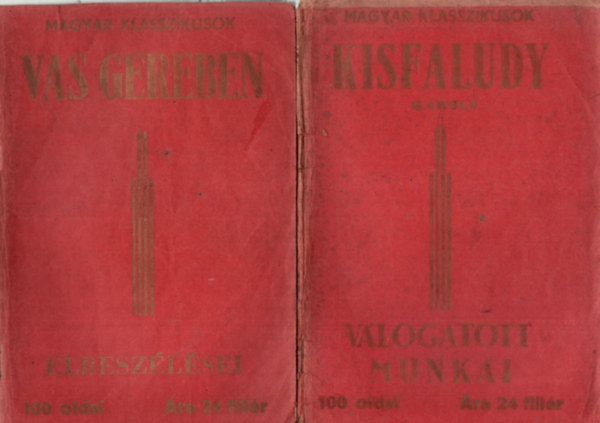 MAGYAR KLASSZIKUSOK
VAS GEREBEN
ELBESZÉLÉSEI
100 oldal Ára 24 fillér
MAGYAR KLASSZIKUSOK
KISFALUDY
KÁROLY
VÁLOGATOTT
MUNKÁI
100 oldal Ára 24 fillér